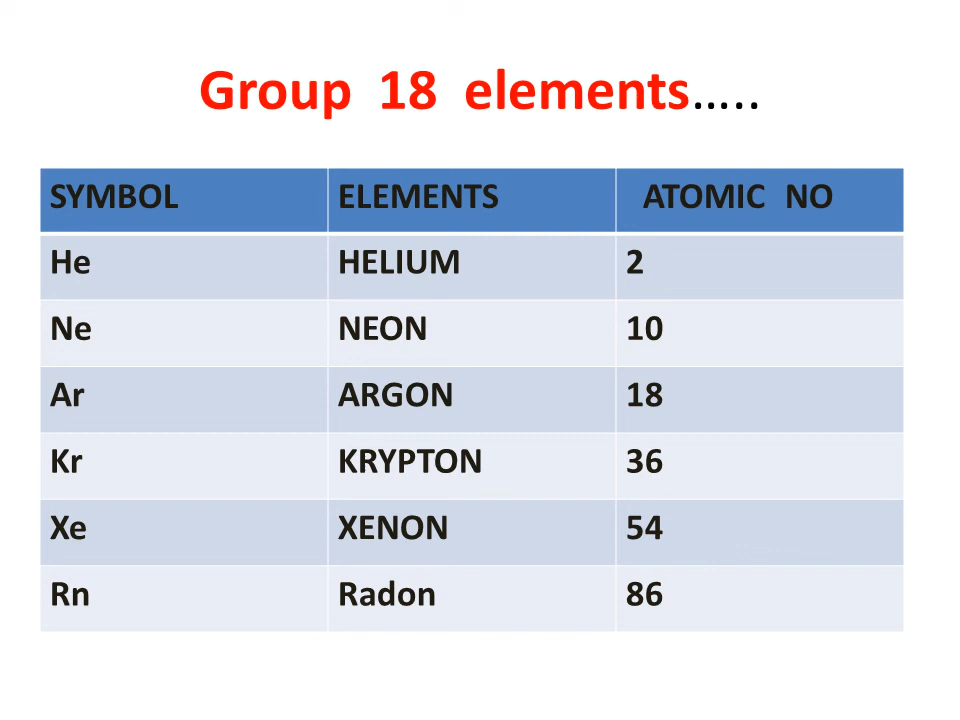 Group 18 elements.....
SYMBOL ELEMENTS ATOMIC NO
He HELIUM 2
Ne NEON 10
Ar ARGON 18
Kr KRYPTON 36
Xe XENON 54
Rn Radon 86